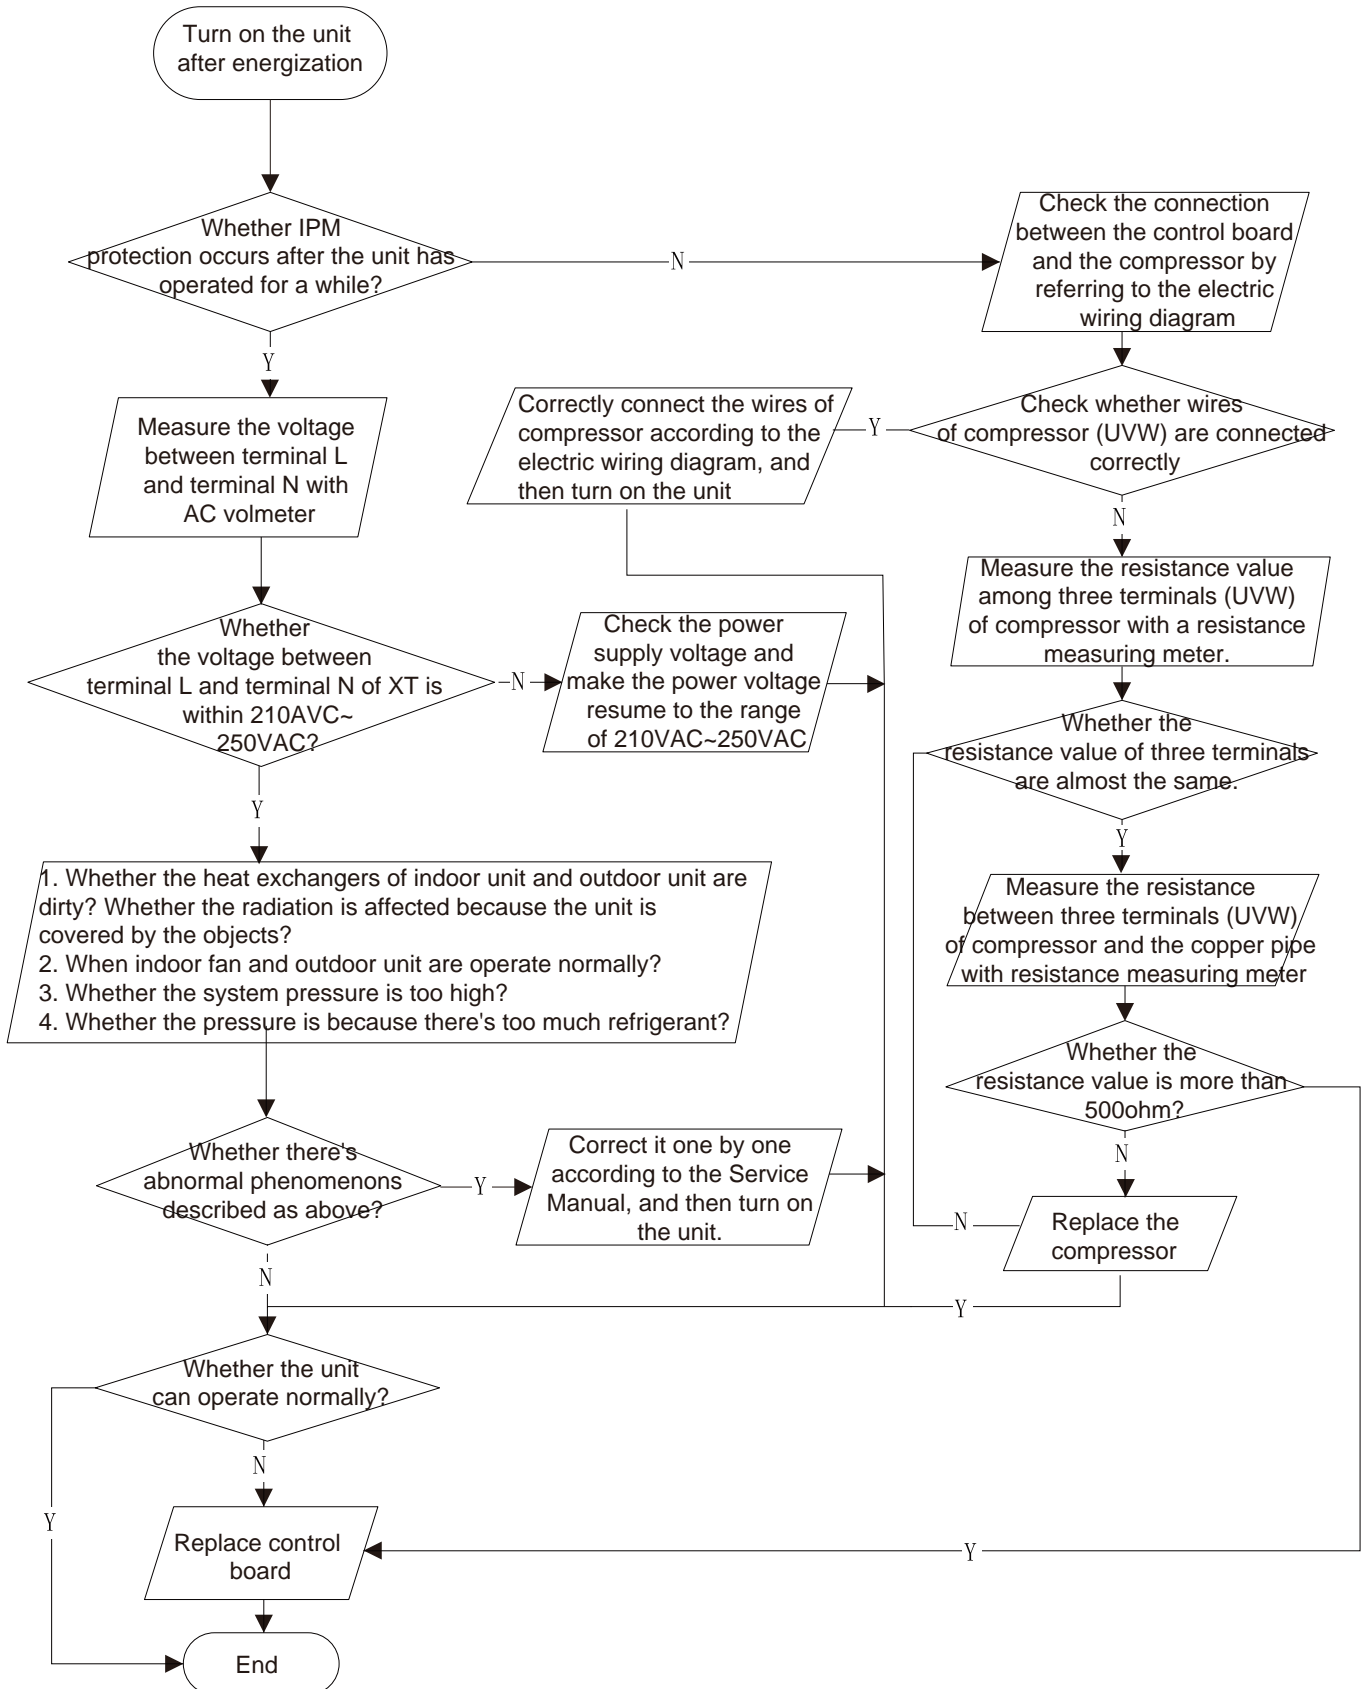 Turn on the unit
after energization
Whether IPM
protection occurs after the unit has
operated for a while?
N
Check the connection
between the control board
and the compressor by
referring to the electric
wiring diagram
Y
Measure the voltage
between terminal L
and terminal N with
AC volmeter
Correctly connect the wires of
compressor according to the
electric wiring diagram, and
then turn on the unit
Y
Check whether wires
of compressor (UVW) are connected
correctly
N
Measure the resistance value
among three terminals (UVW)
of compressor with a resistance
measuring meter.
Whether
the voltage between
terminal L and terminal N of XT is
within 210AVC~
250VAC?
N
Check the power
supply voltage and
make the power voltage
resume to the range
of 210VAC~250VAC
Whether the
resistance value of three terminals
are almost the same.
Y
Y
1. Whether the heat exchangers of indoor unit and outdoor unit are
dirty? Whether the radiation is affected because the unit is
covered by the objects?
2. When indoor fan and outdoor unit are operate normally?
3. Whether the system pressure is too high?
4. Whether the pressure is because there's too much refrigerant?
Measure the resistance
between three terminals (UVW)
of compressor and the copper pipe
with resistance measuring meter
Whether the
resistance value is more than
500ohm?
N
Whether there's
abnormal phenomenons
described as above?
Y
Correct it one by one
according to the Service
Manual, and then turn on
the unit.
N
Replace the
compressor
N
Y
Whether the unit
can operate normally?
N
Y
Replace control
board
Y
End